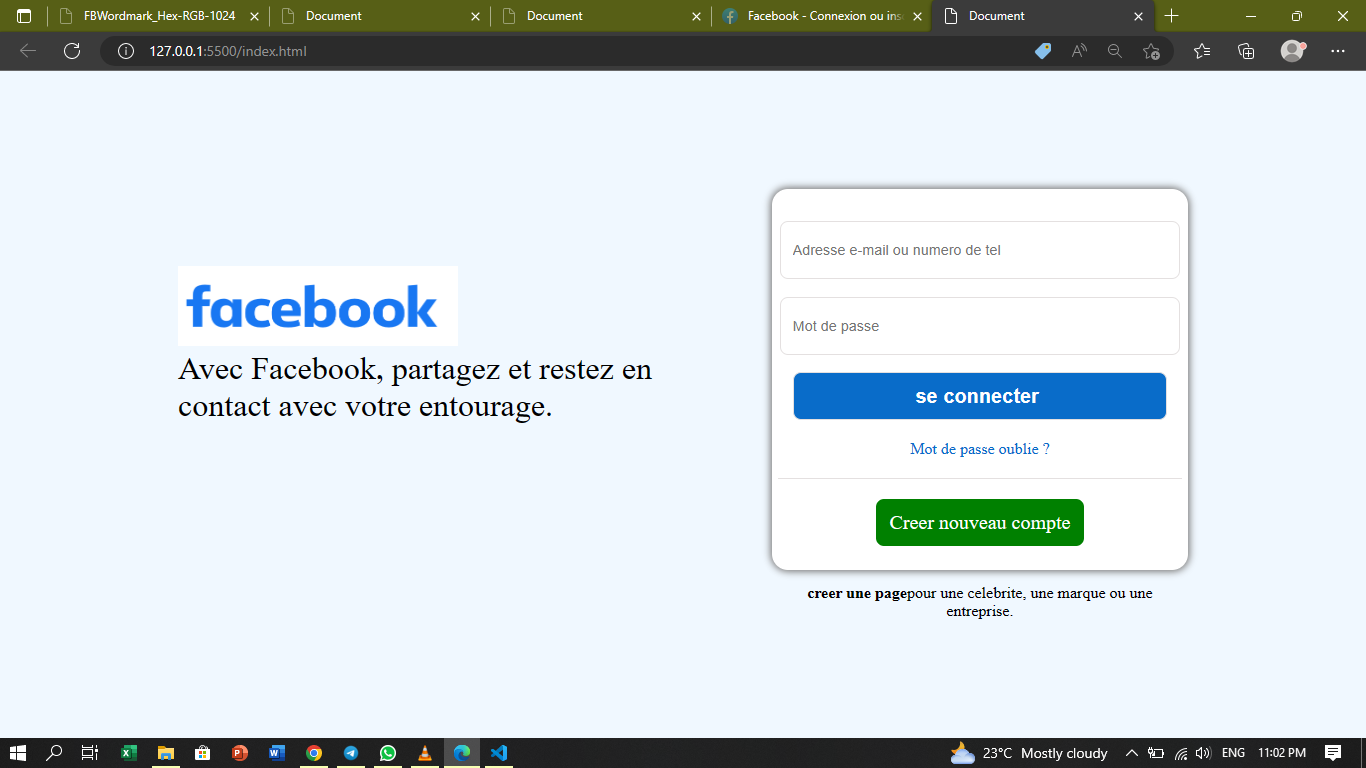 FBWordmark_Hex-RGB-1024
Document
Document
Facebook - Connexion ou ins
Document
127.0.0.1:5500/index.html
facebook
Avec Facebook, partagez et restez en
contact avec votre entourage.
Adresse e-mail ou numero de tel
Mot de passe
se connecter
Mot de passe oublie ?
Creer nouveau compte
creer une pagepour une celebrite, une marque ou une
entreprise.
23°C Mostly cloudy
ENG
11:02 PM